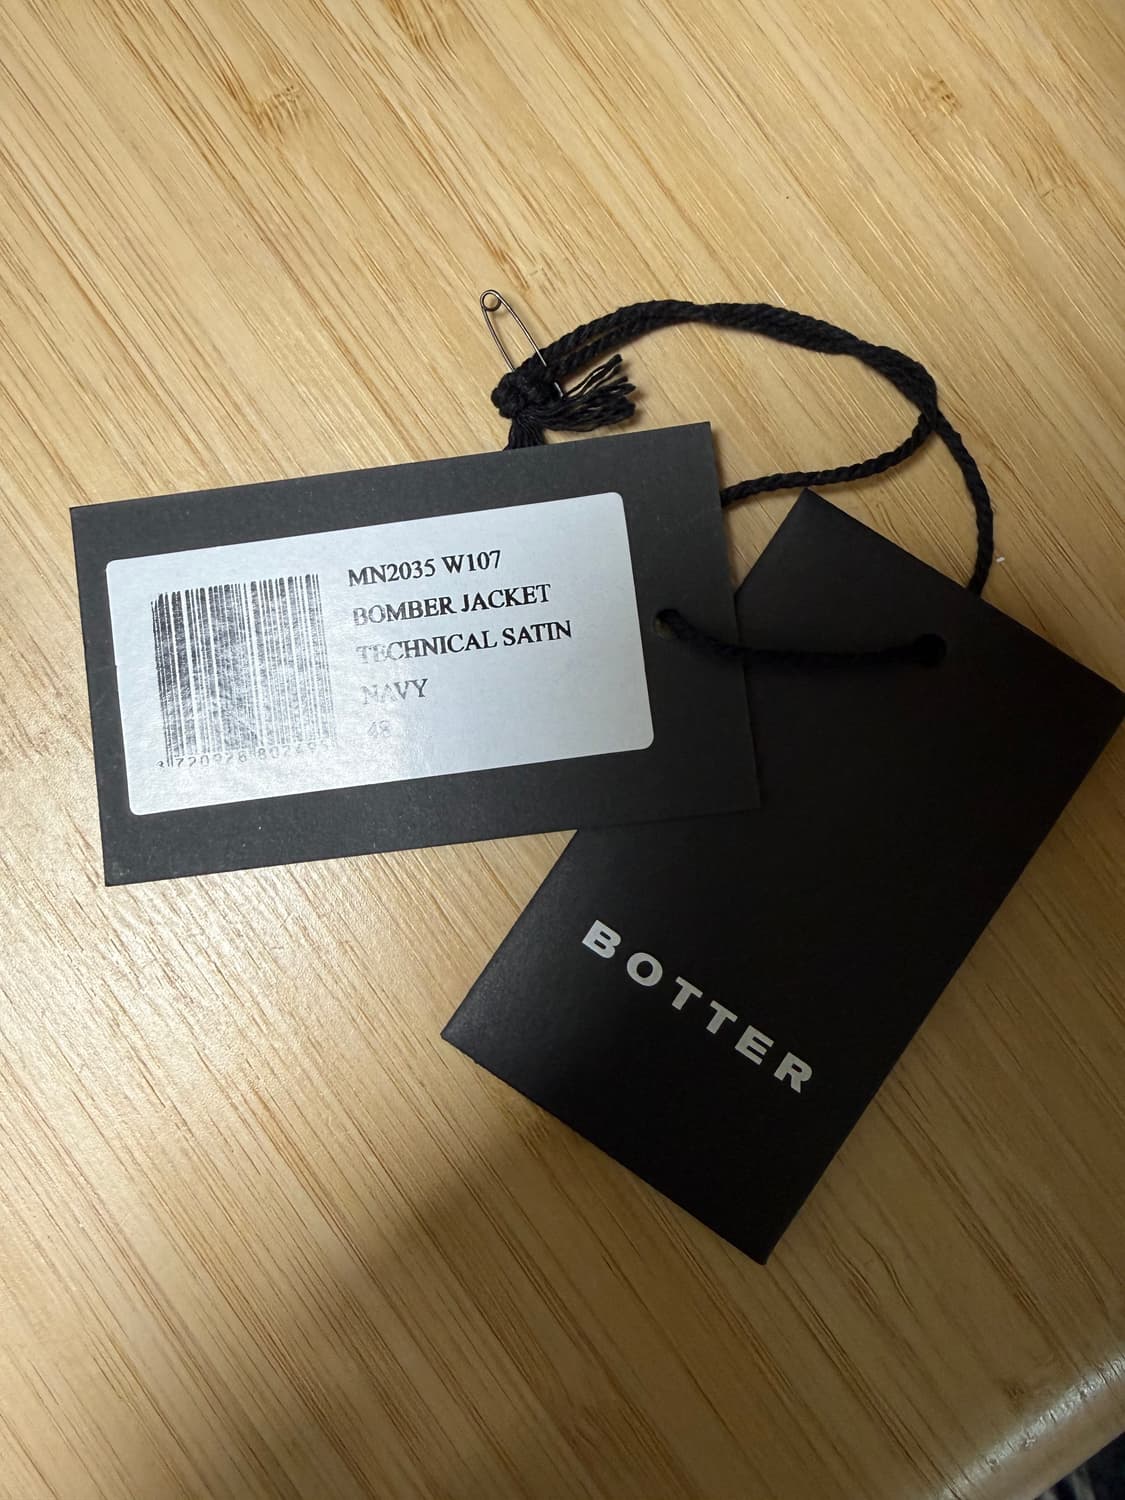 MN2035 W107
BOMBER JACKET
TECHNICAL SATIN
NAVY
48
BOTTER